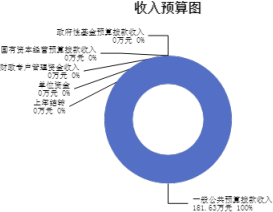 收入预算图
政府性基金预算拨款收入
0万元 0%
国有资本经营预算拨款收入
0万元 0%
财政专户管理资金收入
0万元 0%
单位资金
0万元 0%
上年结转
0万元 0%
一般公共预算拨款收入
181.63万元 100%